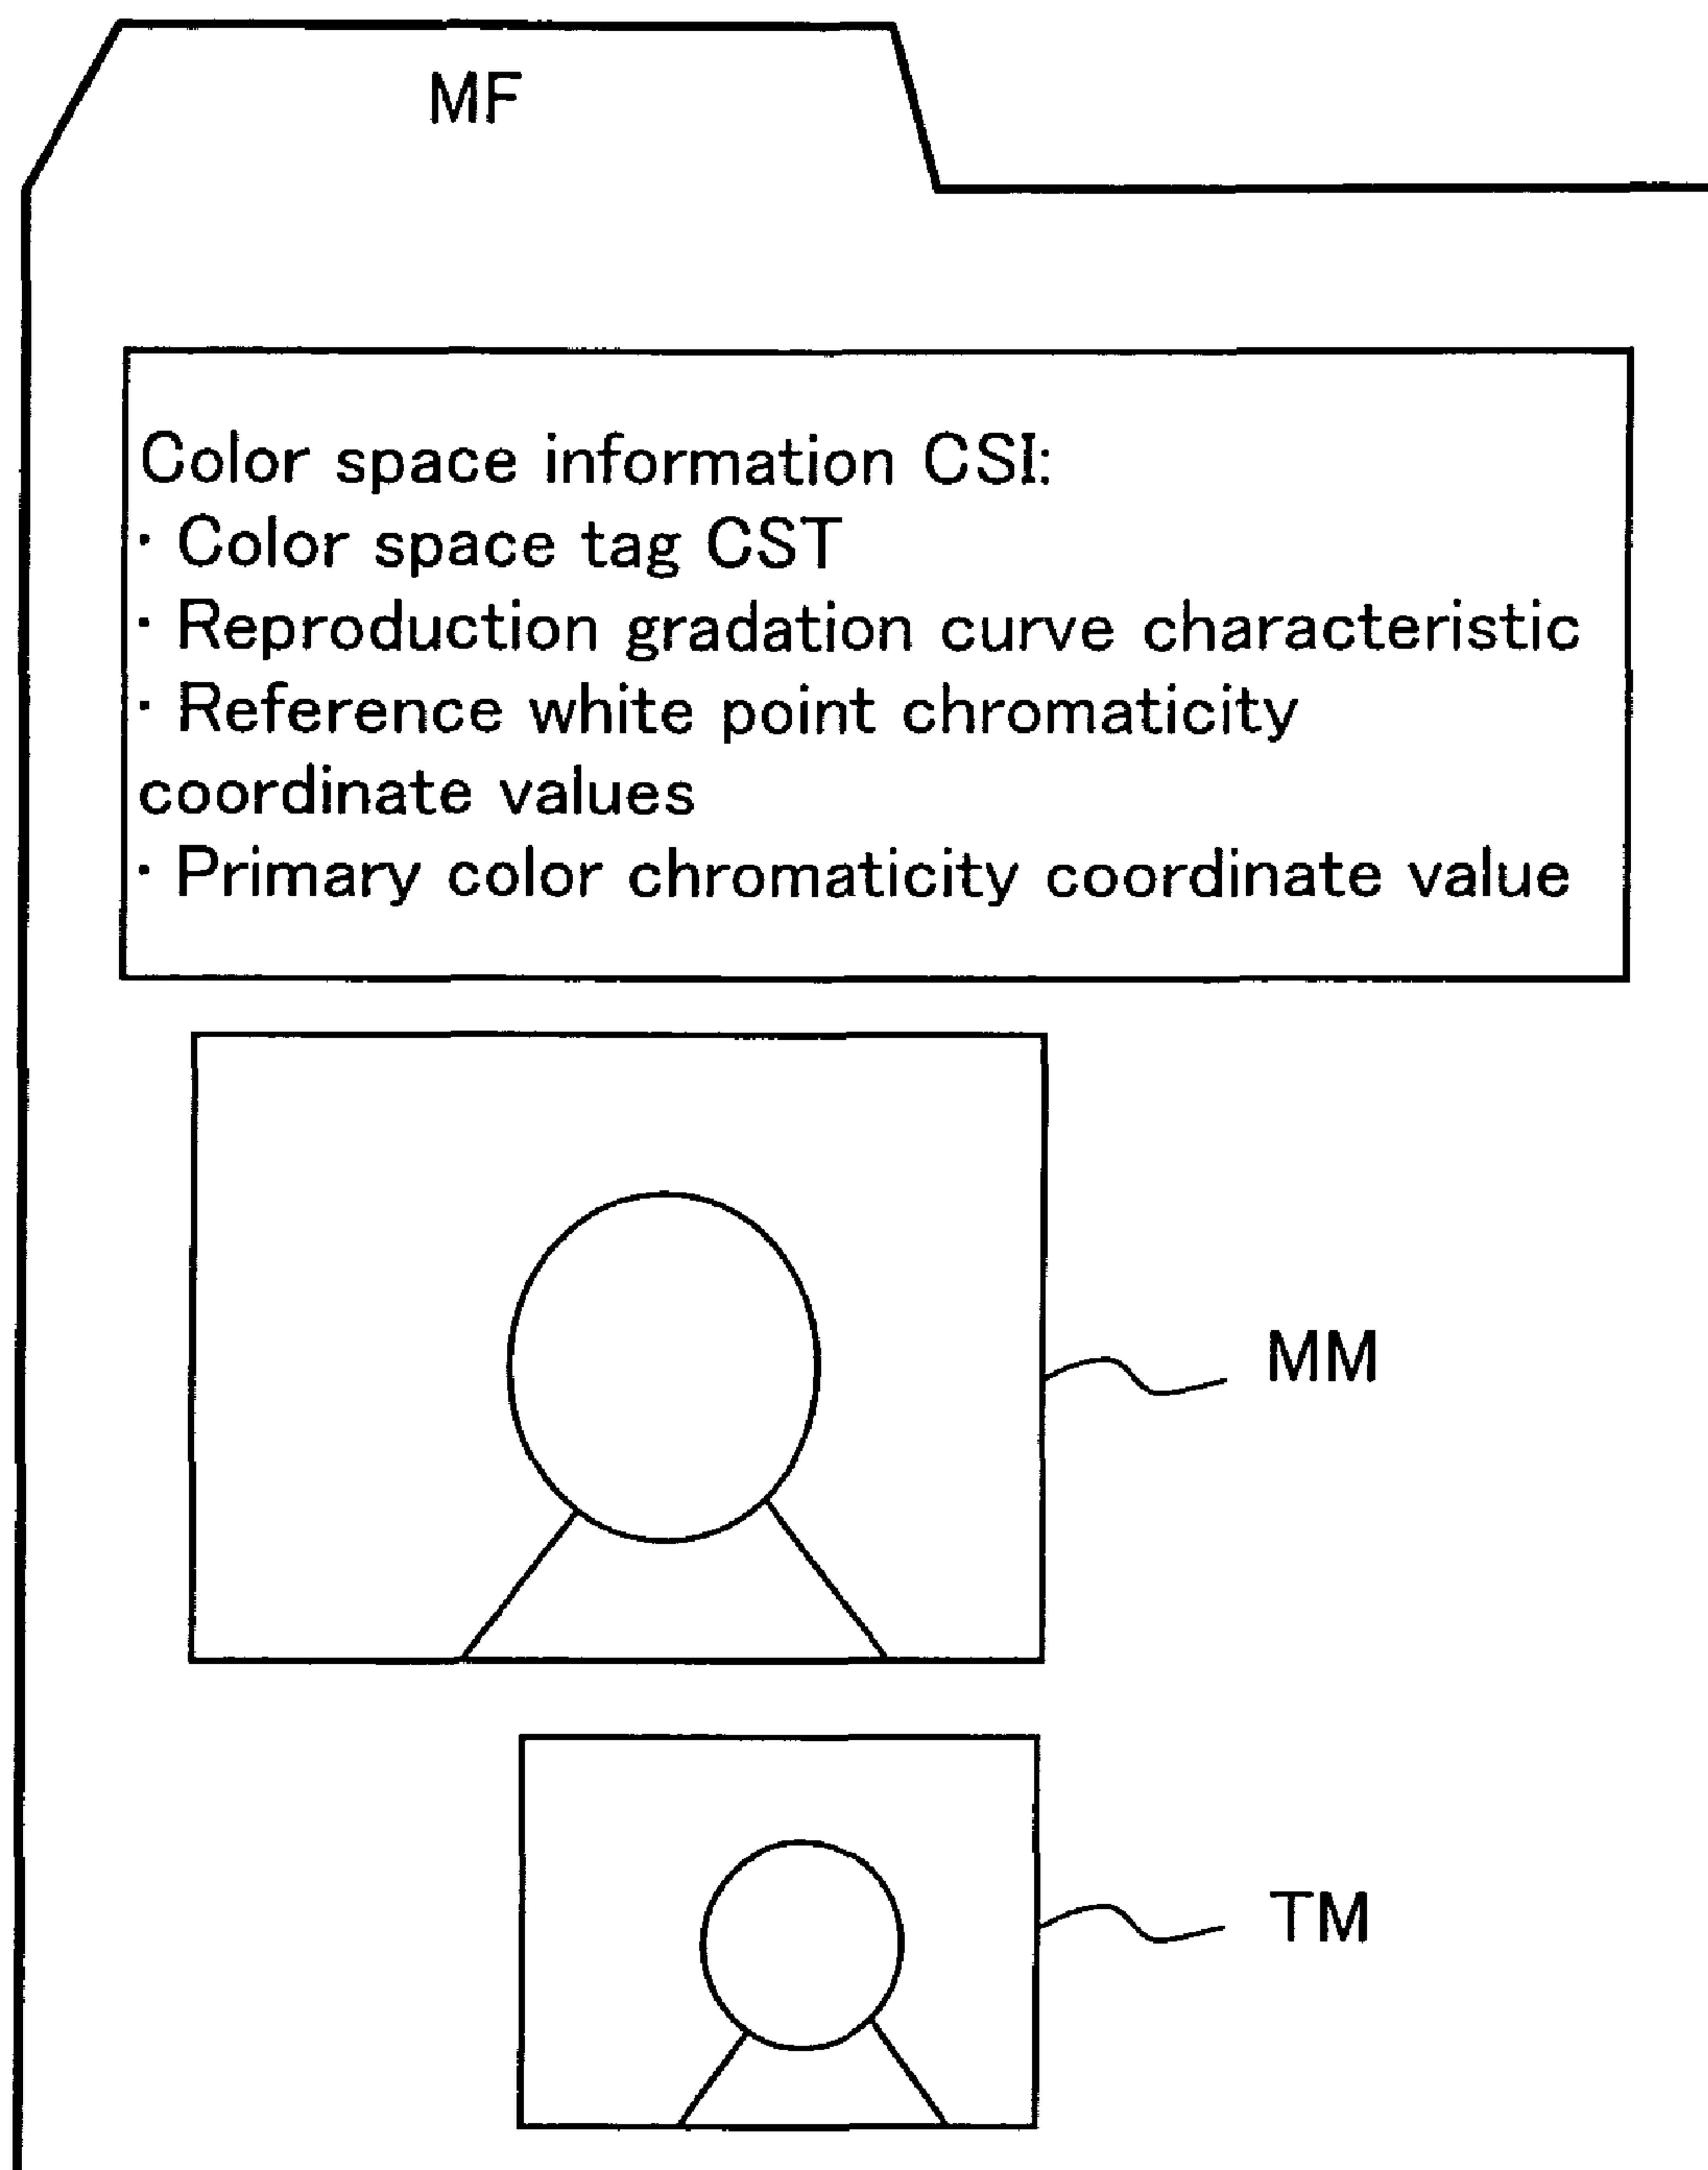 MF
Color space information CSI:
・Color space tag CST
・Reproduction gradation curve characteristic
・Reference white point chromaticity
coordinate values
・Primary color chromaticity coordinate value
MM
TM